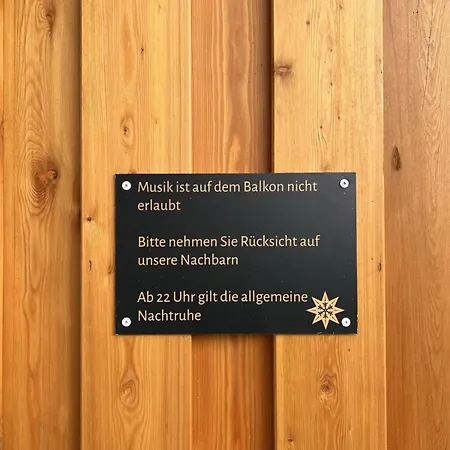 Musik ist auf dem Balkon nicht
erlaubt
Bitte nehmen Sie Rücksicht auf
unsere Nachbarn
Ab 22 Uhr gilt die allgemeine
Nachtruhe